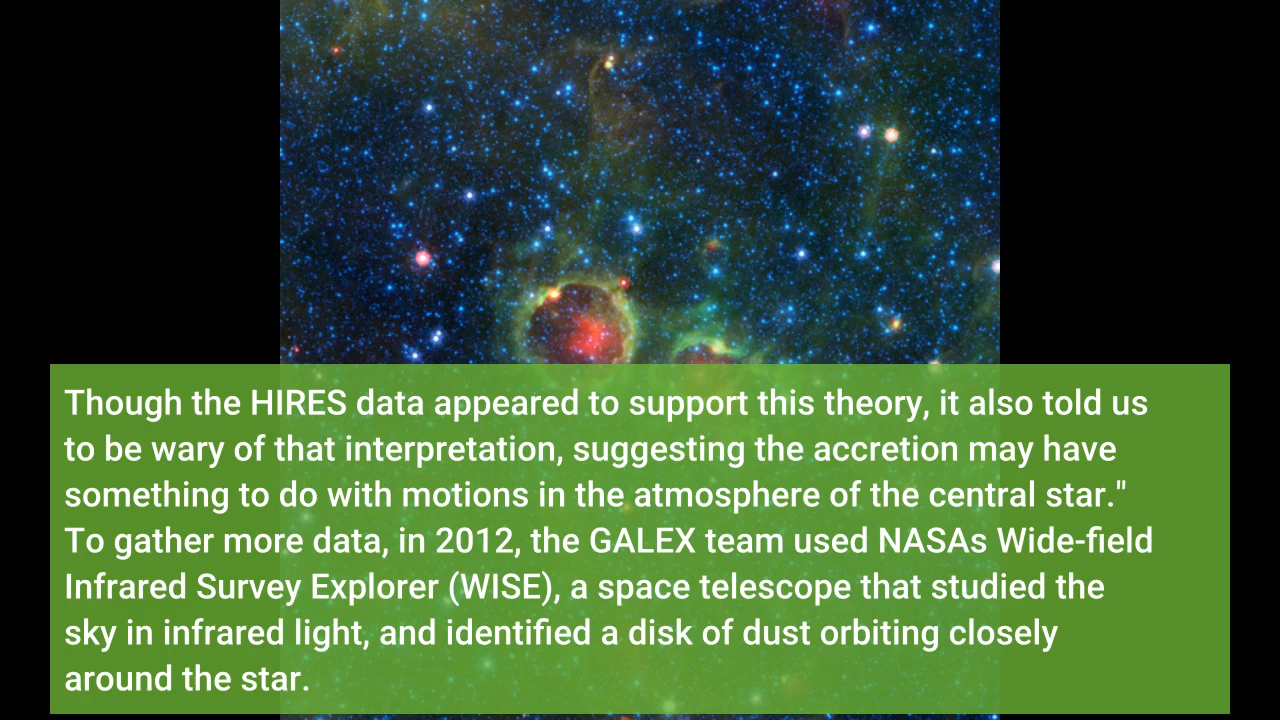 Though the HIRES data appeared to support this theory, it also told us
to be wary of that interpretation, suggesting the accretion may have
something to do with motions in the atmosphere of the central star."
To gather more data, in 2012, the GALEX team used NASAs Wide-field
Infrared Survey Explorer (WISE), a space telescope that studied the
sky in infrared light, and identified a disk of dust orbiting closely
around the star.